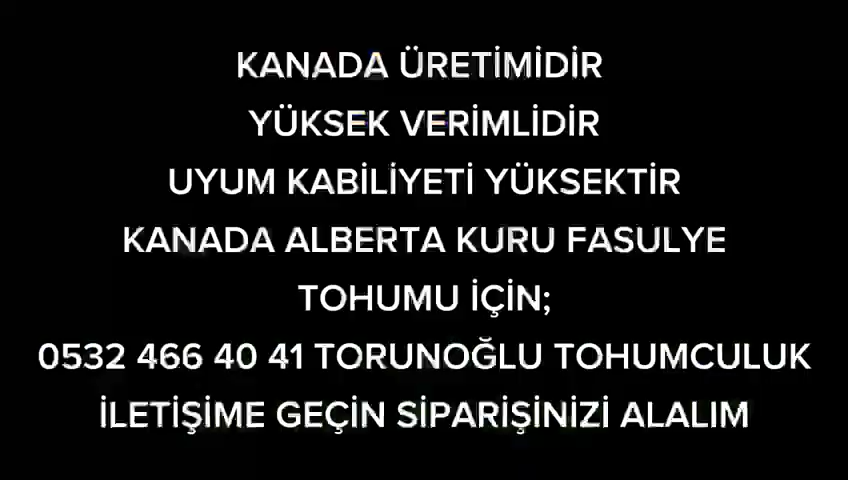 KANADA ÜRETİMİDİR
YÜKSEK VERİMLİDİR
UYUM KABİLİYETİ YÜKSEKTİR
KANADA ALBERTA KURU FASULYE
TOHUMU İÇİN;
0532 466 40 41 TORUNOĞLU TOHUMCULUK
İLETİŞİME GEÇİN SİPARİŞİNİZİ ALALIM